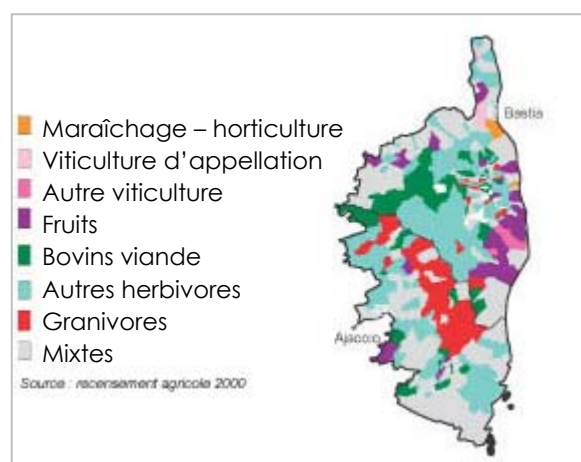 Maraîchage – horticulture
Viticulture d'appellation
Autre viticulture
Fruits
Bovins viande
Autres herbivores
Granivores
Mixtes
Source : recensement agricole 2000
Bastia
Ajaccio